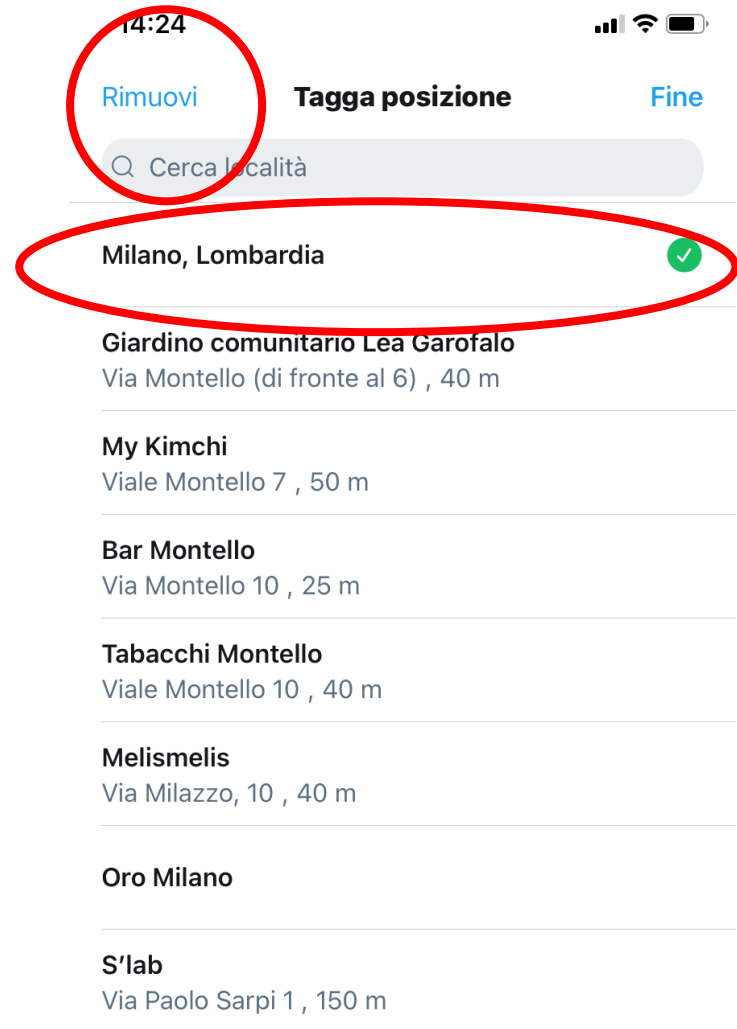 14:24
Rimuovi Tagga posizione Fine
Cerca località
Milano, Lombardia
Giardino comunitario Lea Garofalo
Via Montello (di fronte al 6) , 40 m
My Kimchi
Viale Montello 7 , 50 m
Bar Montello
Via Montello 10 , 25 m
Tabacchi Montello
Viale Montello 10 , 40 m
Melismelis
Via Milazzo, 10 , 40 m
Oro Milano
S'lab
Via Paolo Sarpi 1 , 150 m